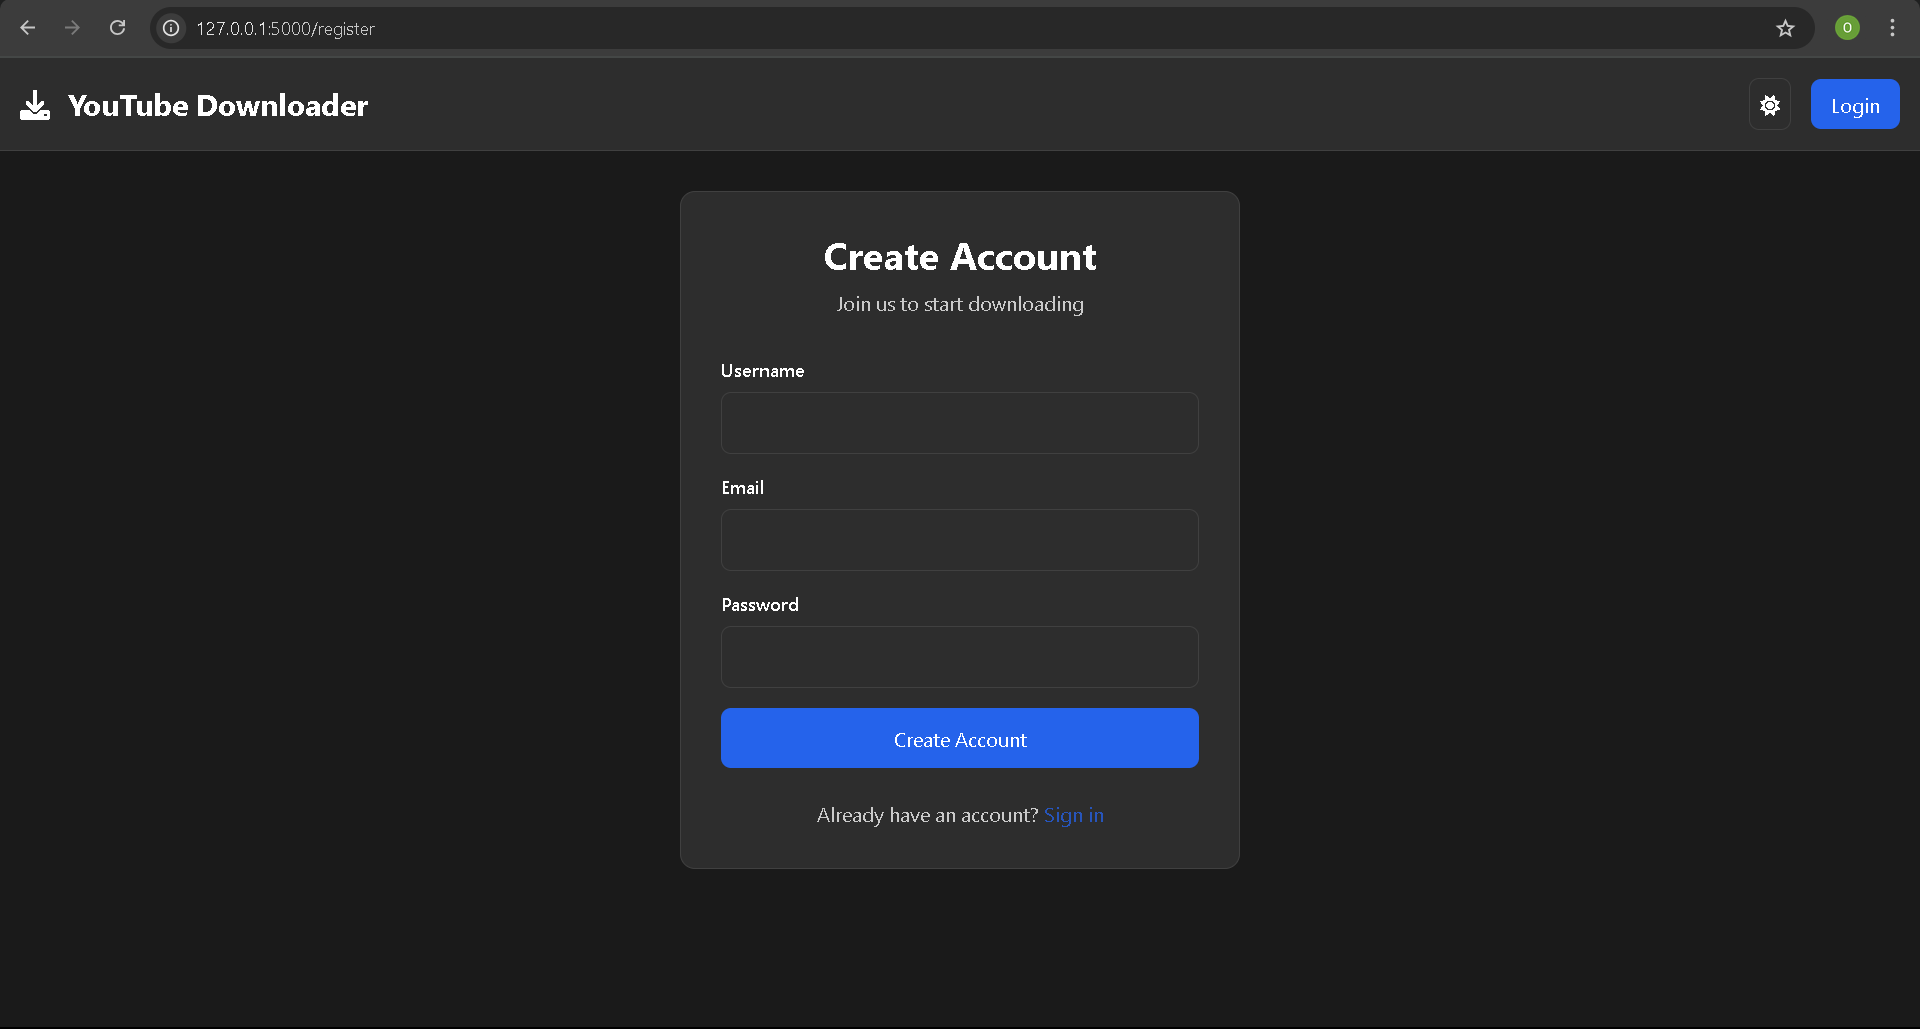 127.0.0.1:5000/register
O
YouTube Downloader
Login
Create Account
Join us to start downloading
Username
Email
Password
Create Account
Already have an account? Sign in